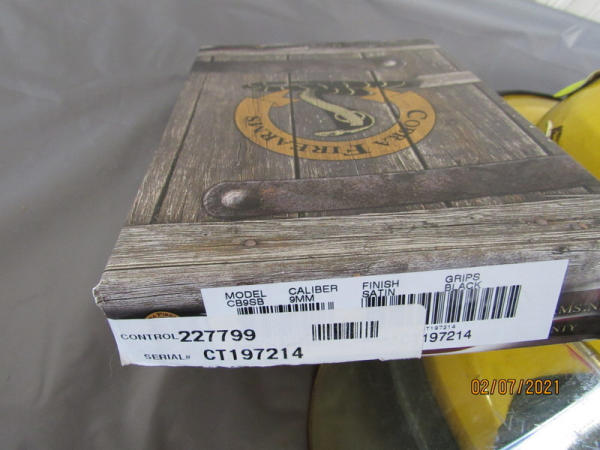 COBRA FIREARMS
MODEL CALIBER FINISH GRIPS
CB9SB 9MM SATIN BLACK
CONTROL 227799
CT197214
197214
SERIAL# CT197214
02/07/2021